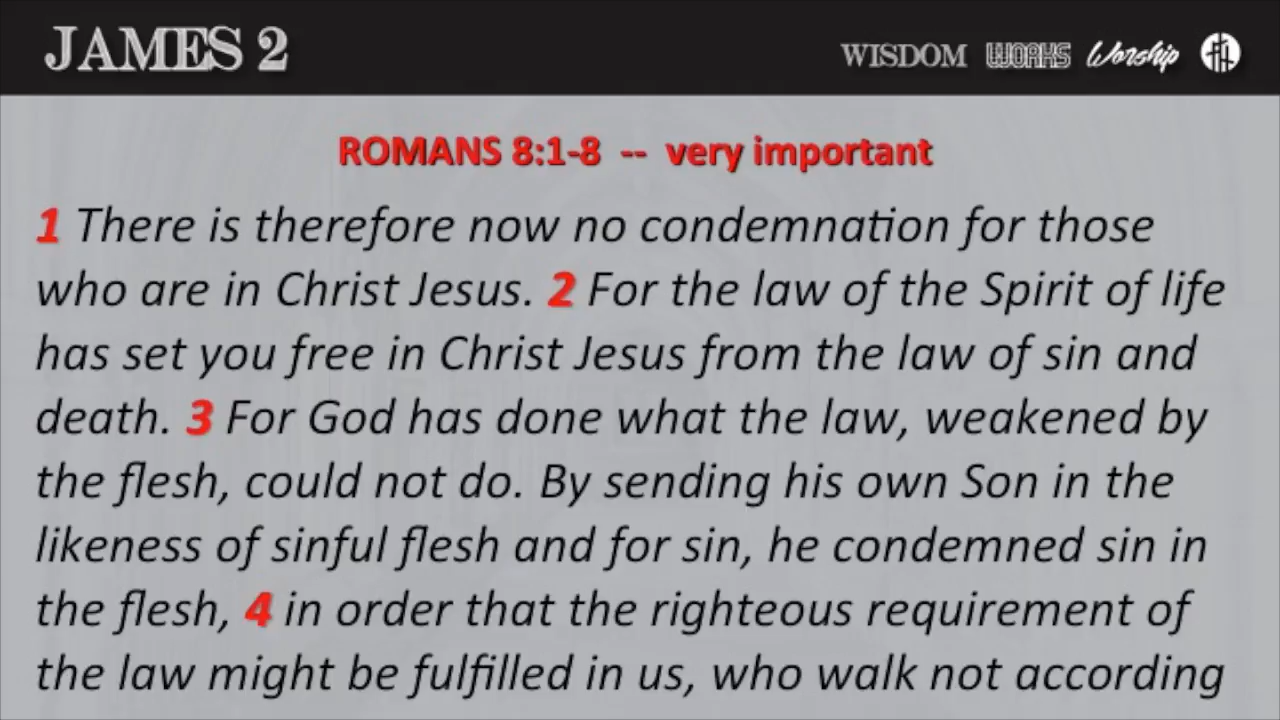 JAMES 2
WISDOM WORKS Worship
ROMANS 8:1-8 -- very important
1 There is therefore now no condemnation for those
who are in Christ Jesus. 2 For the law of the Spirit of life
has set you free in Christ Jesus from the law of sin and
death. 3 For God has done what the law, weakened by
the flesh, could not do. By sending his own Son in the
likeness of sinful flesh and for sin, he condemned sin in
the flesh, 4 in order that the righteous requirement of
the law might be fulfilled in us, who walk not according